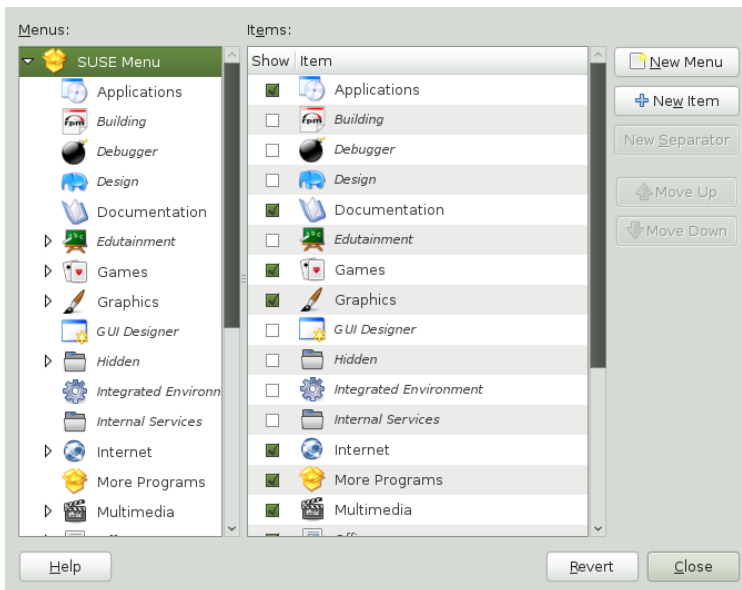 Menus:
Items:
SUSE Menu
Applications
Building
Debugger
Design
Documentation
Edutainment
Games
Graphics
GUI Designer
Hidden
Integrated Environn
Internal Services
Internet
More Programs
Multimedia
Show Item
Applications
Building
Debugger
Design
Documentation
Edutainment
Games
Graphics
GUI Designer
Hidden
Integrated Environment
Internal Services
Internet
More Programs
Multimedia
New Menu
New Item
New Separator
Move Up
Move Down
Help
Revert
Close